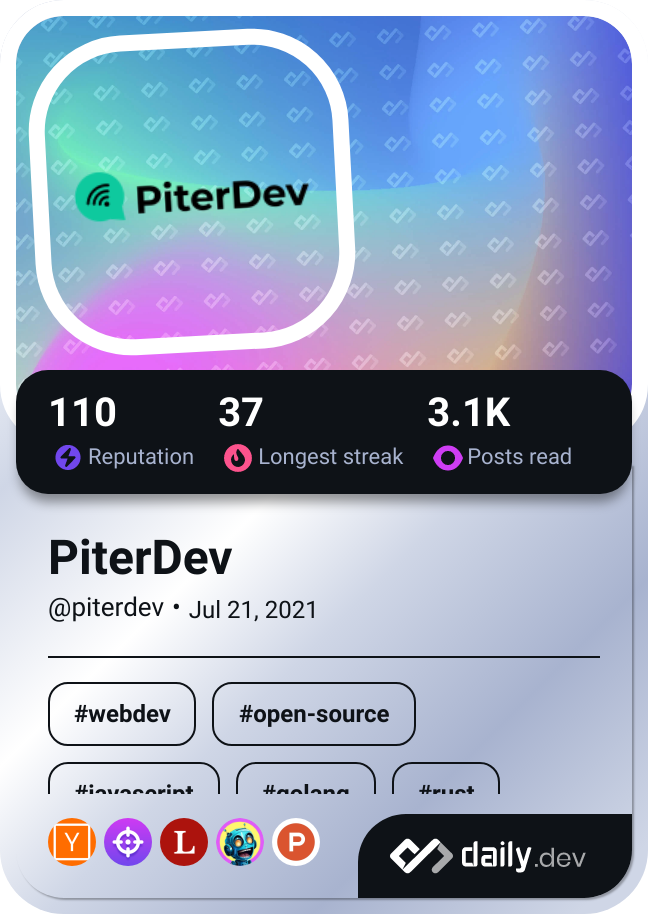 PiterDev
110 37 3.1K
Reputation Longest streak Posts read
PiterDev
@piterdev • Jul 21, 2021
#webdev #open-source
#javascript #golang #rust
Y L P
daily.dev